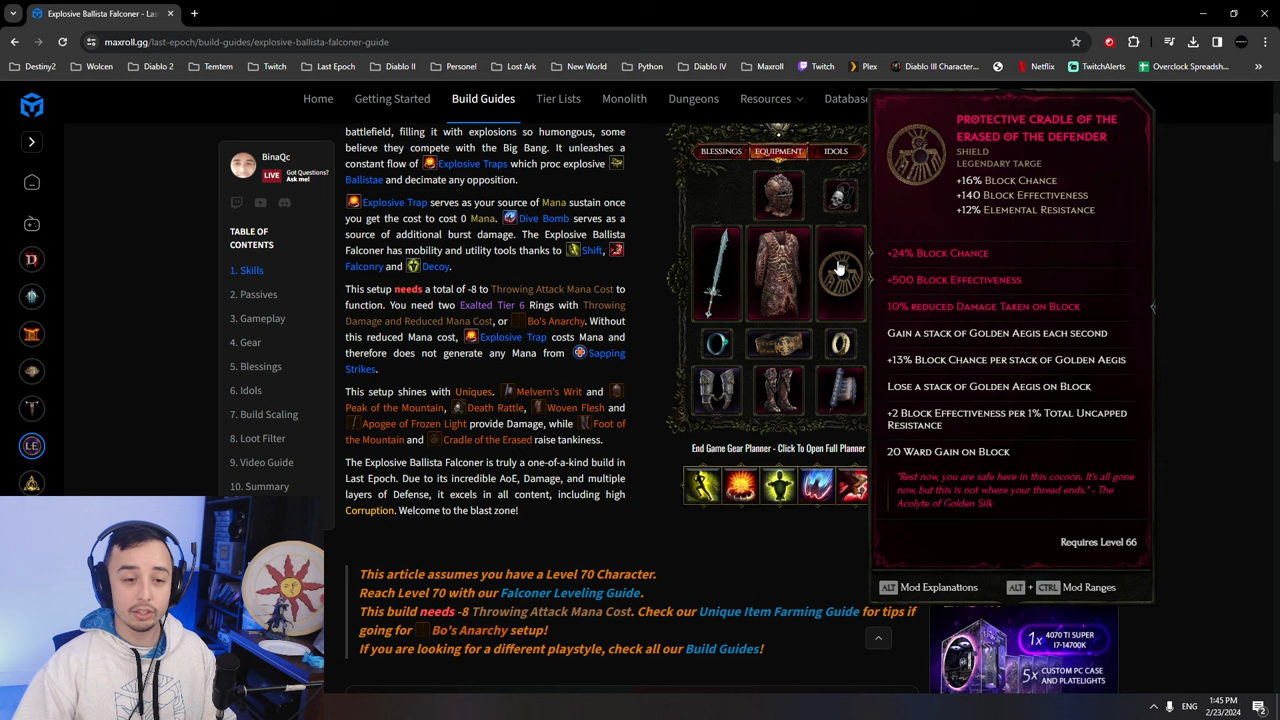 Explosive Ballista Falconer - Las
maxroll.gg/last-epoch/build-guides/explosive-ballista-falconer-guide
Destiny2
Wolcen
Diablo 2
Temtem
Twitch
Last Epoch
Diablo II
Personel
Lost Ark
New World
Python
Diablo IV
Maxroll
Twitch
Plex
Diablo III Character...
Netflix
TwitchAlerts
Overclock Spreadsh...
Home
Getting Started
Build Guides
Tier Lists
Monolith
Dungeons
Resources
Database
BinaQc
LIVE
Got Questions?
Ask me!
TABLE OF
CONTENTS
1. Skills
2. Passives
3. Gameplay
4. Gear
5. Blessings
6. Idols
7. Build Scaling
8. Loot Filter
9. Video Guide
10. Summary
battlefield, filling it with explosions so humongous, some
believe they compete with the Big Bang. It unleashes a
constant flow of Explosive Traps which proc explosive
Ballistae and decimate any opposition.
Explosive Trap serves as your source of Mana sustain once
you get the cost to cost 0 Mana. Dive Bomb serves as a
source of additional burst damage. The Explosive Ballista
Falconer has mobility and utility tools thanks to Shift,
Falconry and Decoy.
This setup needs a total of -8 to Throwing Attack Mana Cost to
function. You need two Exalted Tier 6 Rings with Throwing
Damage and Reduced Mana Cost, or Bo's Anarchy. Without
this reduced Mana cost, Explosive Trap costs Mana and
therefore does not generate any Mana from Sapping
Strikes.
This setup shines with Uniques. Melvern's Writ and
Peak of the Mountain, Death Rattle, Woven Flesh and
Apogee of Frozen Light provide Damage, while Foot of
the Mountain and Cradle of the Erased raise tankiness.
The Explosive Ballista Falconer is truly a one-of-a-kind build in
Last Epoch. Due to its incredible AoE, Damage, and multiple
layers of Defense, it excels in all content, including high
Corruption. Welcome to the blast zone!
BLESSINGS
EQUIPMENT
IDOLS
End Game Gear Planner - Click To Open Full Planner
PROTECTIVE CRADLE OF THE
ERASED OF THE DEFENDER
SHIELD
LEGENDARY TARGE
+16% BLOCK CHANCE
+140 BLOCK EFFECTIVENESS
+12% ELEMENTAL RESISTANCE
+24% BLOCK CHANCE
+500 BLOCK EFFECTIVENESS
10% REDUCED DAMAGE TAKEN ON BLOCK
GAIN A STACK OF GOLDEN AEGIS EACH SECOND
+13% BLOCK CHANCE PER STACK OF GOLDEN AEGIS
LOSE A STACK OF GOLDEN AEGIS ON BLOCK
+2 BLOCK EFFECTIVENESS PER 1% TOTAL UNCAPPED
RESISTANCE
20 WARD GAIN ON BLOCK
"Rest now, you are safe here in this cocoon. It's all gone
now, but this is not where your thread ends." - The
Acolyte of Golden Silk
Requires Level 66
ALT Mod Explanations
ALT + CTRL Mod Ranges
This article assumes you have a Level 70 Character.
Reach Level 70 with our Falconer Leveling Guide.
This build needs -8 Throwing Attack Mana Cost. Check our Unique Item Farming Guide for tips if
going for Bo's Anarchy setup!
If you are looking for a different playstyle, check all our Build Guides!
1x
4070 TI SUPER
I7-14700K
5x
CUSTOM PC CASE
AND PLATELIGHTS
ENG
1:45 PM
2/23/2024